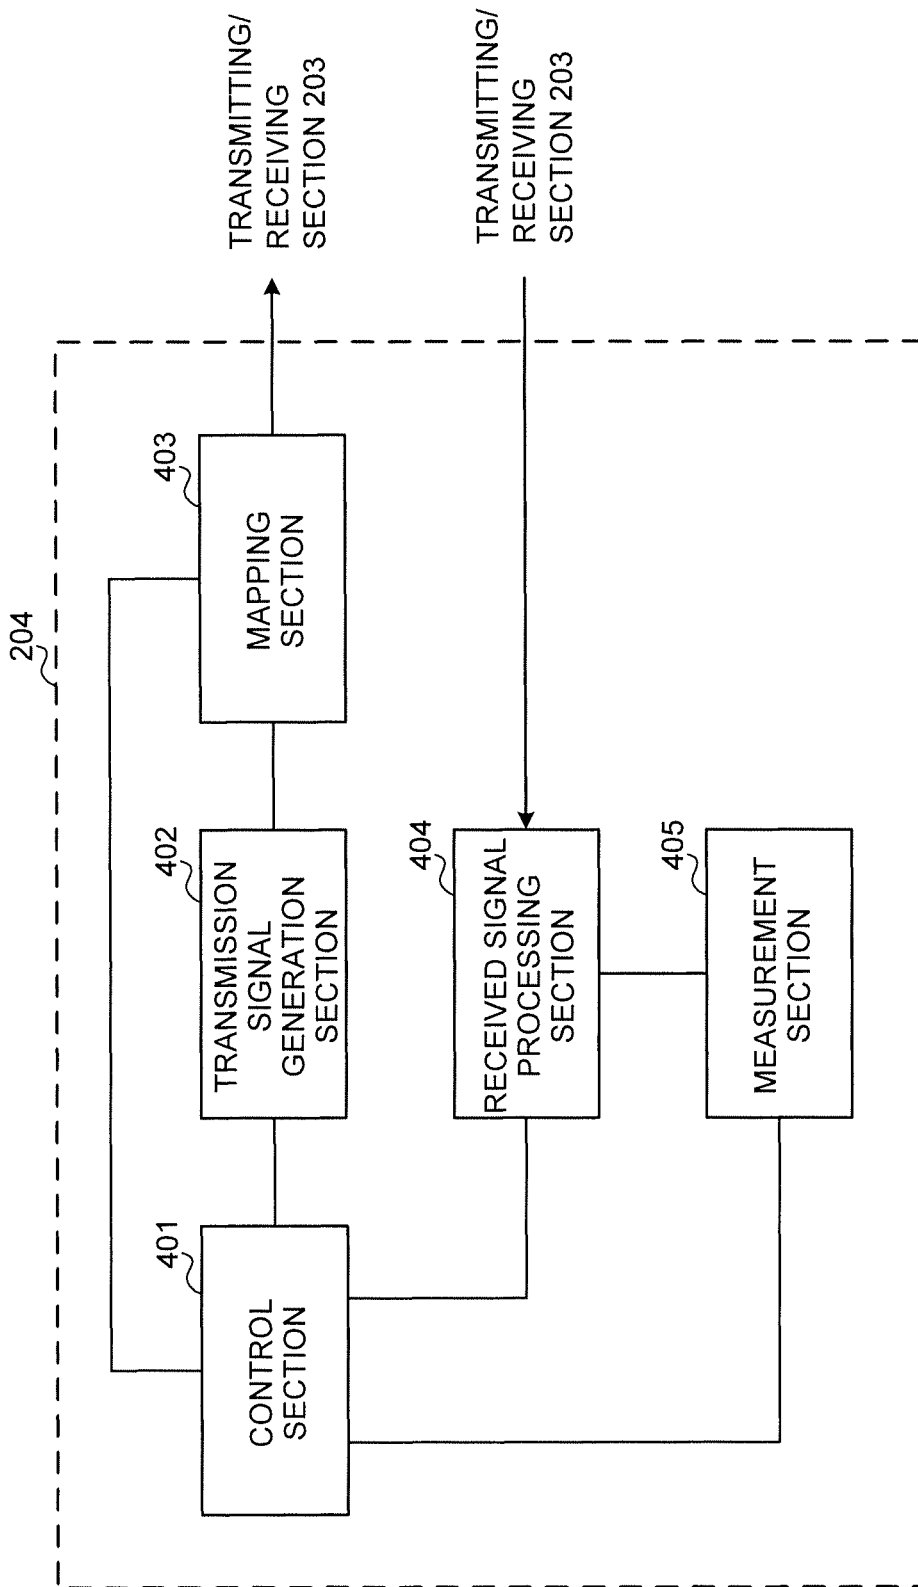 204
401
CONTROL
SECTION
402
TRANSMISSION
SIGNAL
GENERATION
SECTION
403
MAPPING
SECTION
TRANSMITTING/
RECEIVING
SECTION 203
404
RECEIVED SIGNAL
PROCESSING
SECTION
TRANSMITTING/
RECEIVING
SECTION 203
405
MEASUREMENT
SECTION